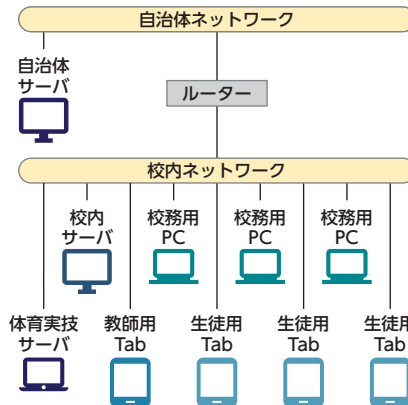 自治体ネットワーク
自治体
サーバ
ルーター
校内ネットワーク
校内
サーバ
校務用
PC
校務用
PC
校務用
PC
体育実技
サーバ
教師用
Tab
生徒用
Tab
生徒用
Tab
生徒用
Tab